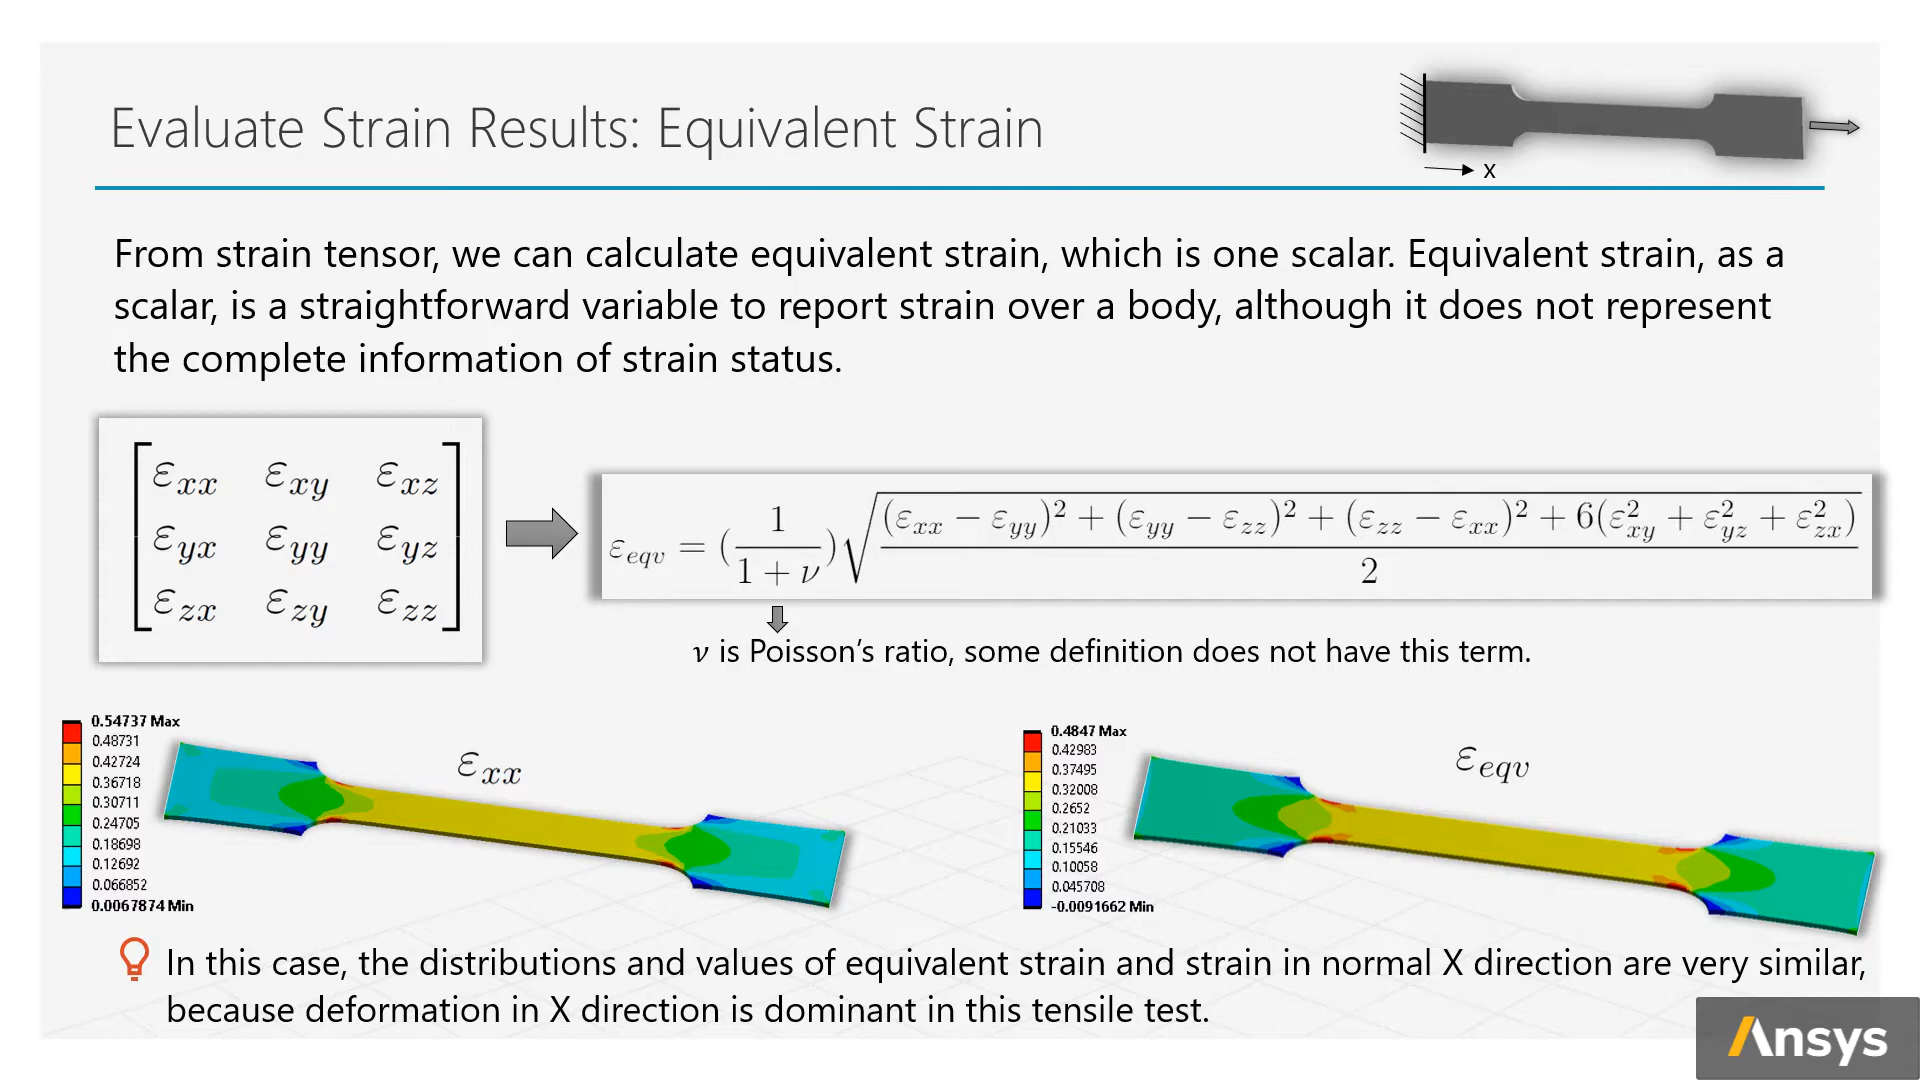 Evaluate Strain Results: Equivalent Strain
x
From strain tensor, we can calculate equivalent strain, which is one scalar. Equivalent strain, as a
scalar, is a straightforward variable to report strain over a body, although it does not represent
the complete information of strain status.
ε_xx ε_xy ε_xz
ε_yx ε_yy ε_yz
ε_zx ε_zy ε_zz
ε_eqv = (1/(1 + ν))√(((ε_xx − ε_yy)² + (ε_yy − ε_zz)² + (ε_zz − ε_xx)² + 6(ε²_xy + ε²_yz + ε²_zx))/2)
ν is Poisson's ratio, some definition does not have this term.
0.54737 Max
0.48731
0.42724
0.36718
0.30711
0.24705
0.18698
0.12692
0.066852
0.0067874 Min
ε_xx
0.4847 Max
0.42983
0.37495
0.32008
0.2652
0.21033
0.15546
0.10058
0.045708
-0.0091662 Min
ε_eqv
In this case, the distributions and values of equivalent strain and strain in normal X direction are very similar,
because deformation in X direction is dominant in this tensile test.
Ansys